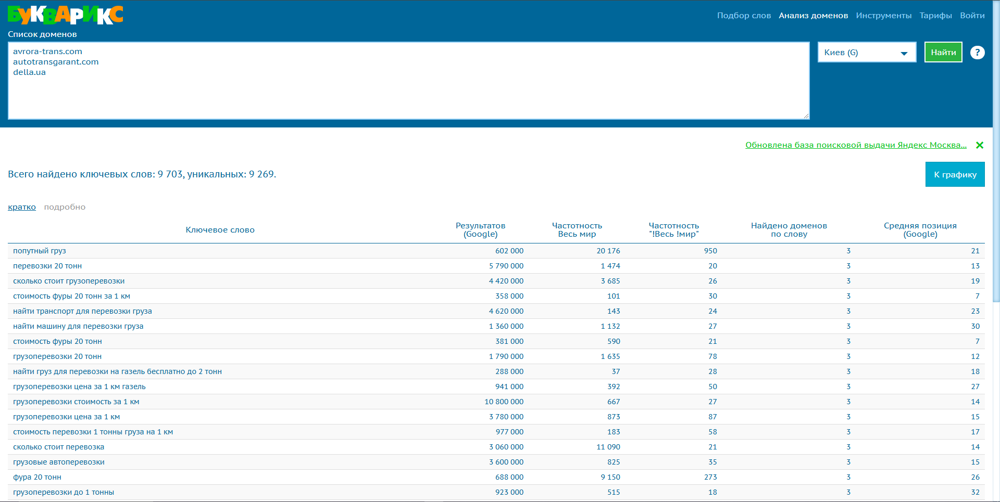 Букварикс
Подбор слов Анализ доменов Инструменты Тарифы Войти
Список доменов
avrora-trans.com
autotransgarant.com
della.ua
Киев (G)
Найти
?
Обновлена база поисковой выдачи Яндекс Москва...
Всего найдено ключевых слов: 9 703, уникальных: 9 269.
К графику
кратко подробно
Ключевое слово Результатов (Google) Частотность Весь мир Частотность "!Весь !мир" Найдено доменов по слову Средняя позиция (Google)
попутный груз 602 000 20 176 950 3 21
перевозки 20 тонн 5 790 000 1 474 20 3 13
сколько стоит грузоперевозки 4 420 000 3 685 26 3 19
стоимость фуры 20 тонн за 1 км 358 000 101 30 3 7
найти транспорт для перевозки груза 4 620 000 143 24 3 23
найти машину для перевозки груза 1 360 000 1 132 27 3 30
стоимость фуры 20 тонн 381 000 590 21 3 7
грузоперевозки 20 тонн 1 790 000 1 635 78 3 12
найти груз для перевозки на газель бесплатно до 2 тонн 288 000 37 28 3 18
грузоперевозки цена за 1 км газель 941 000 392 50 3 27
грузоперевозки стоимость за 1 км 10 800 000 667 27 3 14
грузоперевозки цена за 1 км 3 780 000 873 87 3 15
стоимость перевозки 1 тонны груза на 1 км 977 000 183 58 3 17
сколько стоит перевозка 3 060 000 11 090 21 3 14
грузовые автоперевозки 3 600 000 825 35 3 15
фура 20 тонн 688 000 9 150 273 3 26
грузоперевозки до 1 тонны 923 000 515 18 3 32